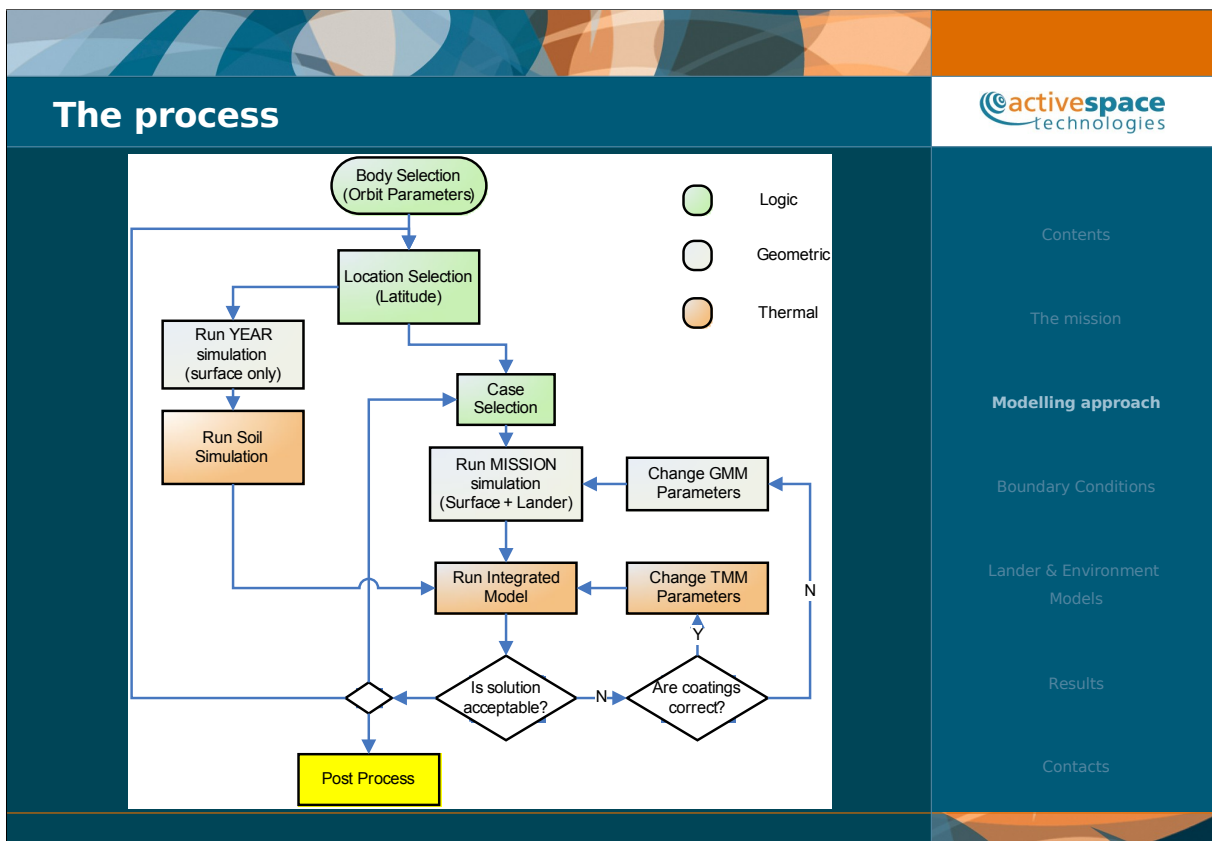 The process
activespace
technologies
Body Selection
(Orbit Parameters)
Logic
Geometric
Thermal
Location Selection
(Latitude)
Run YEAR
simulation
(surface only)
Run Soil
Simulation
Case
Selection
Run MISSION
simulation
(Surface + Lander)
Change GMM
Parameters
Run Integrated
Model
Change TMM
Parameters
N
Y
Is solution
acceptable?
N
Are coatings
correct?
Post Process
Contents
The mission
Modelling approach
Boundary Conditions
Lander & Environment
Models
Results
Contacts